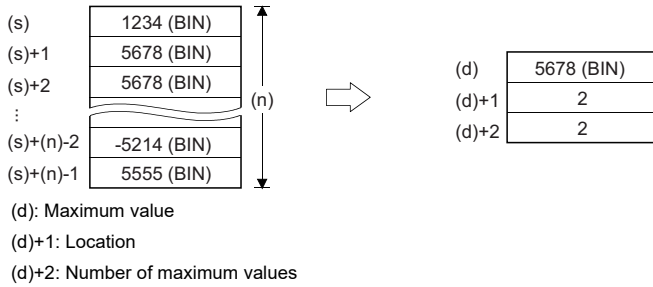 (s) 1234 (BIN)
(s)+1 5678 (BIN)
(s)+2 5678 (BIN)
⋮
(s)+(n)-2 -5214 (BIN)
(s)+(n)-1 5555 (BIN)
(n)
(d) 5678 (BIN)
(d)+1 2
(d)+2 2
(d): Maximum value
(d)+1: Location
(d)+2: Number of maximum values